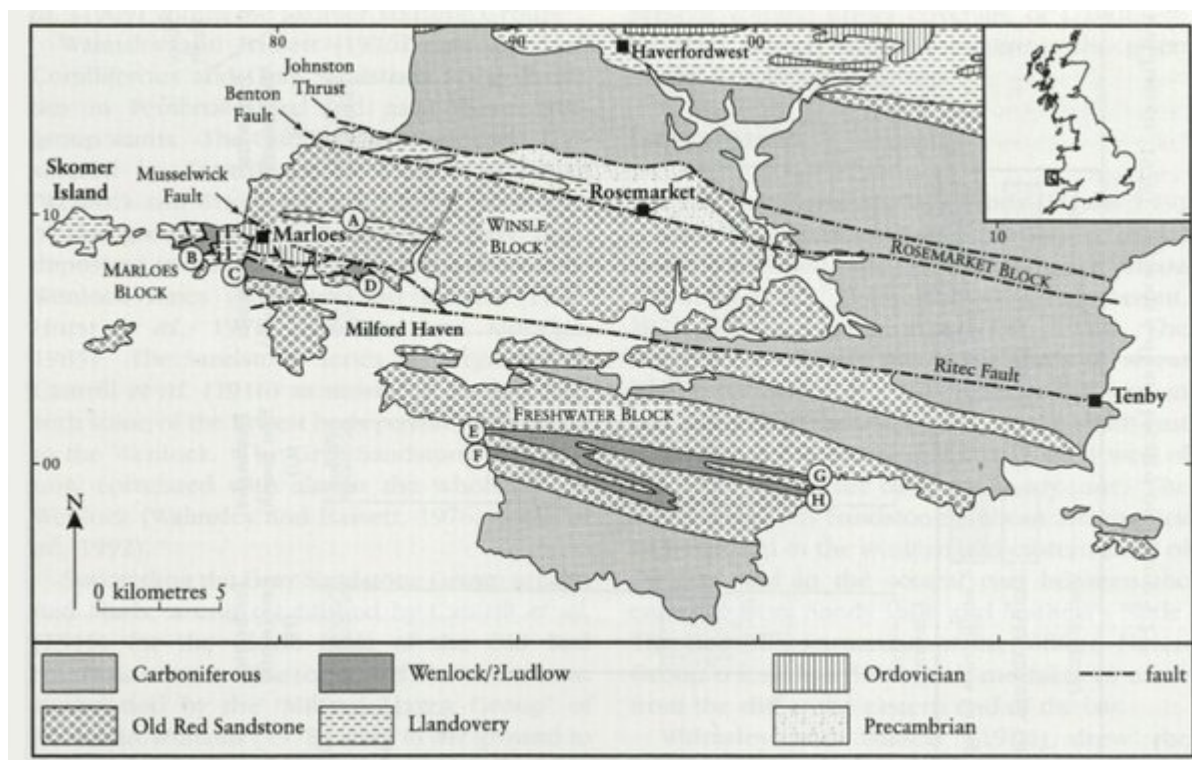 80
90
00
10
Haverfordwest
Johnston
Thrust
Benton
Fault
Skomer
Island
Musselwick
Fault
10
Rosemarket
A
WINSLE
BLOCK
Marloes
B
C
D
MARLOES
BLOCK
ROSEMARKET BLOCK
Milford Haven
Ritec Fault
Tenby
FRESHWATER BLOCK
E
F
G
H
00
N
0 kilometres 5
Carboniferous
Wenlock/?Ludlow
Ordovician
fault
Old Red Sandstone
Llandovery
Precambrian